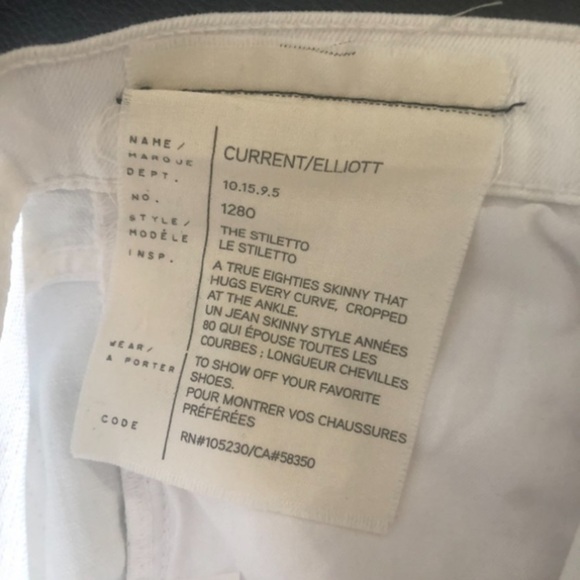 NAME/
MARQUE
CURRENT/ELLIOTT
DEPT.
10.15.9.5
NO.
1280
STYLE/
MODÈLE
THE STILETTO
LE STILETTO
INSP.
A TRUE EIGHTIES SKINNY THAT
HUGS EVERY CURVE, CROPPED
AT THE ANKLE.
UN JEAN SKINNY STYLE ANNÉES
80 QUI ÉPOUSE TOUTES LES
COURBES ; LONGUEUR CHEVILLES
WEAR/
A PORTER
TO SHOW OFF YOUR FAVORITE
SHOES.
POUR MONTRER VOS CHAUSSURES
PRÉFÉRÉES
CODE
RN#105230/CA#58350